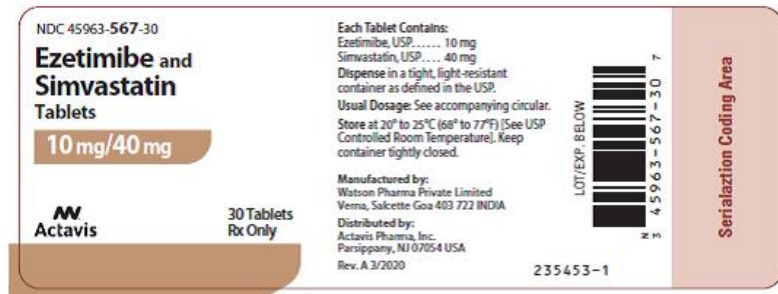 NDC 45963-567-30
Ezetimibe and
Simvastatin
Tablets
10 mg/40 mg
Actavis
30 Tablets
Rx Only
Each Tablet Contains:
Ezetimibe, USP...... 10 mg
Simvastatin, USP.... 40 mg
Dispense in a tight, light-resistant
container as defined in the USP.
Usual Dosage: See accompanying circular.
Store at 20° to 25°C (68° to 77°F) [See USP
Controlled Room Temperature]. Keep
container tightly closed.
Manufactured by:
Watson Pharma Private Limited
Verna, Salcette Goa 403 722 INDIA
Distributed by:
Actavis Pharma, Inc.
Parsippany, NJ 07054 USA
Rev. A 3/2020
235453-1
LOT/EXP. BELOW
N 3 45963-567-30 7
Serialaztion Coding Area